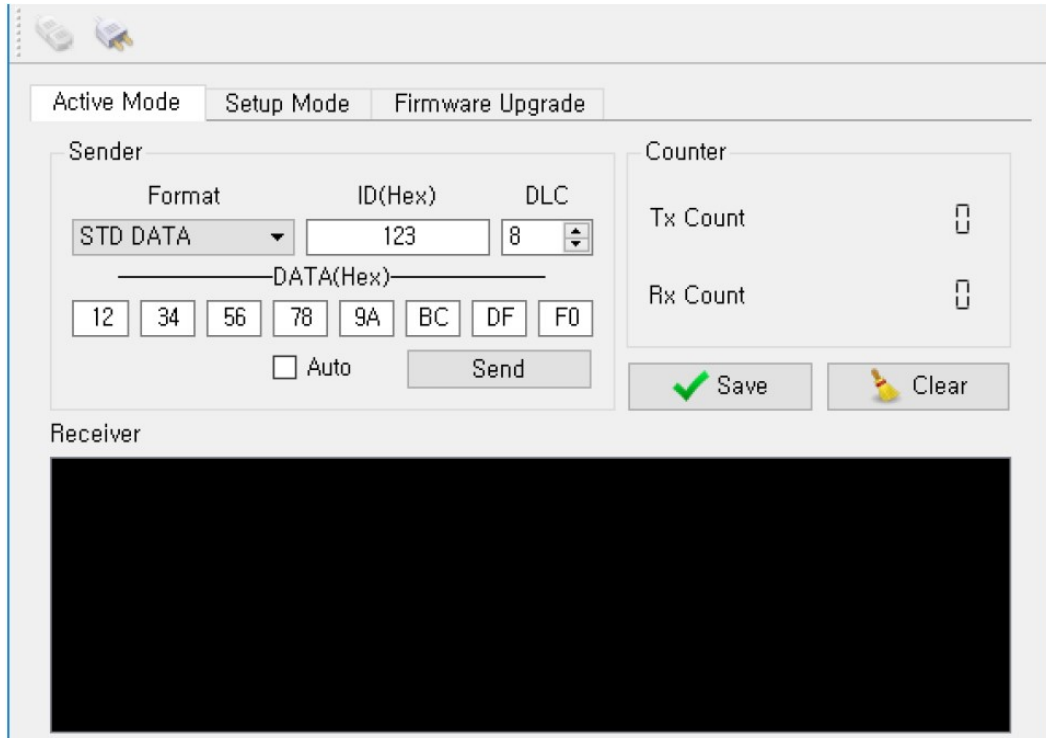 Active Mode Setup Mode Firmware Upgrade
Sender
Format ID(Hex) DLC
STD DATA 123 8
DATA(Hex)
12 34 56 78 9A BC DF F0
Auto Send
Counter
Tx Count 0
Rx Count 0
Save Clear
Receiver